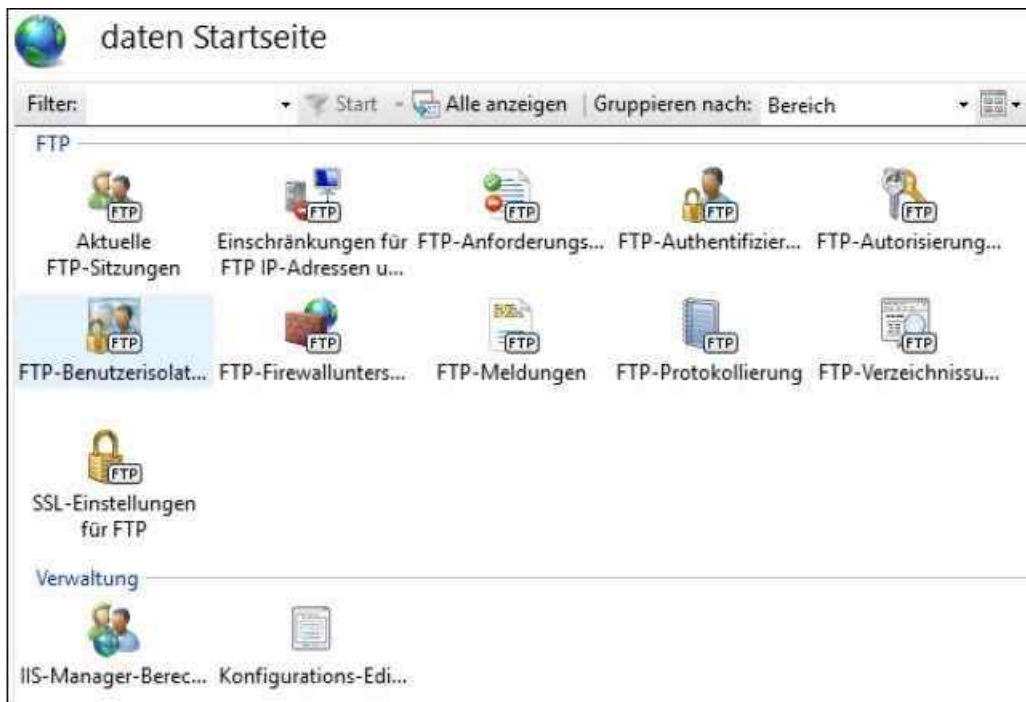 daten Startseite
Filter: Start Alle anzeigen Gruppieren nach: Bereich
FTP
FTP FTP FTP FTP FTP
Aktuelle FTP-Sitzungen
Einschränkungen für FTP IP-Adressen u...
FTP-Anforderungs...
FTP-Authentifizier...
FTP-Autorisierung...
FTP FTP FTP FTP FTP
FTP-Benutzerisolat... FTP-Firewallunters... FTP-Meldungen FTP-Protokollierung FTP-Verzeichnissu...
FTP
SSL-Einstellungen
für FTP
Verwaltung
IIS-Manager-Berec... Konfigurations-Edi...